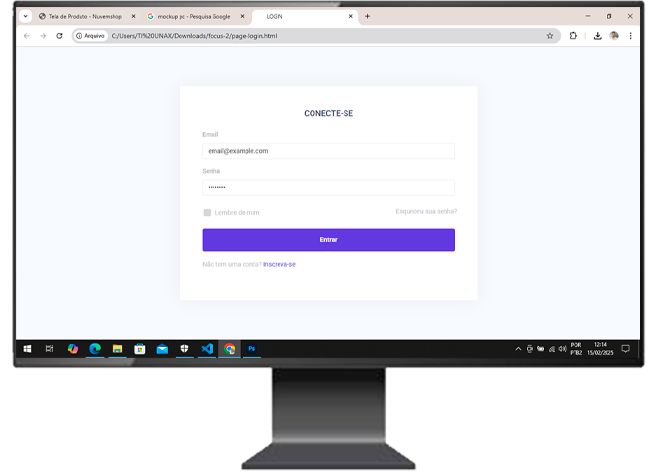 Tela de Produto - Nuvemshop
mockup pc - Pesquisa Google
LOGIN
Arquivo
C:/Users/TI%20UNAX/Downloads/focus-2/page-login.html
CONECTE-SE
Email
email@example.com
Senha
Lembre de mim
Esqueceu sua senha?
Entrar
Não tem uma conta? Inscreva-se
Ps
POR
PTB2
12:14
15/02/2025